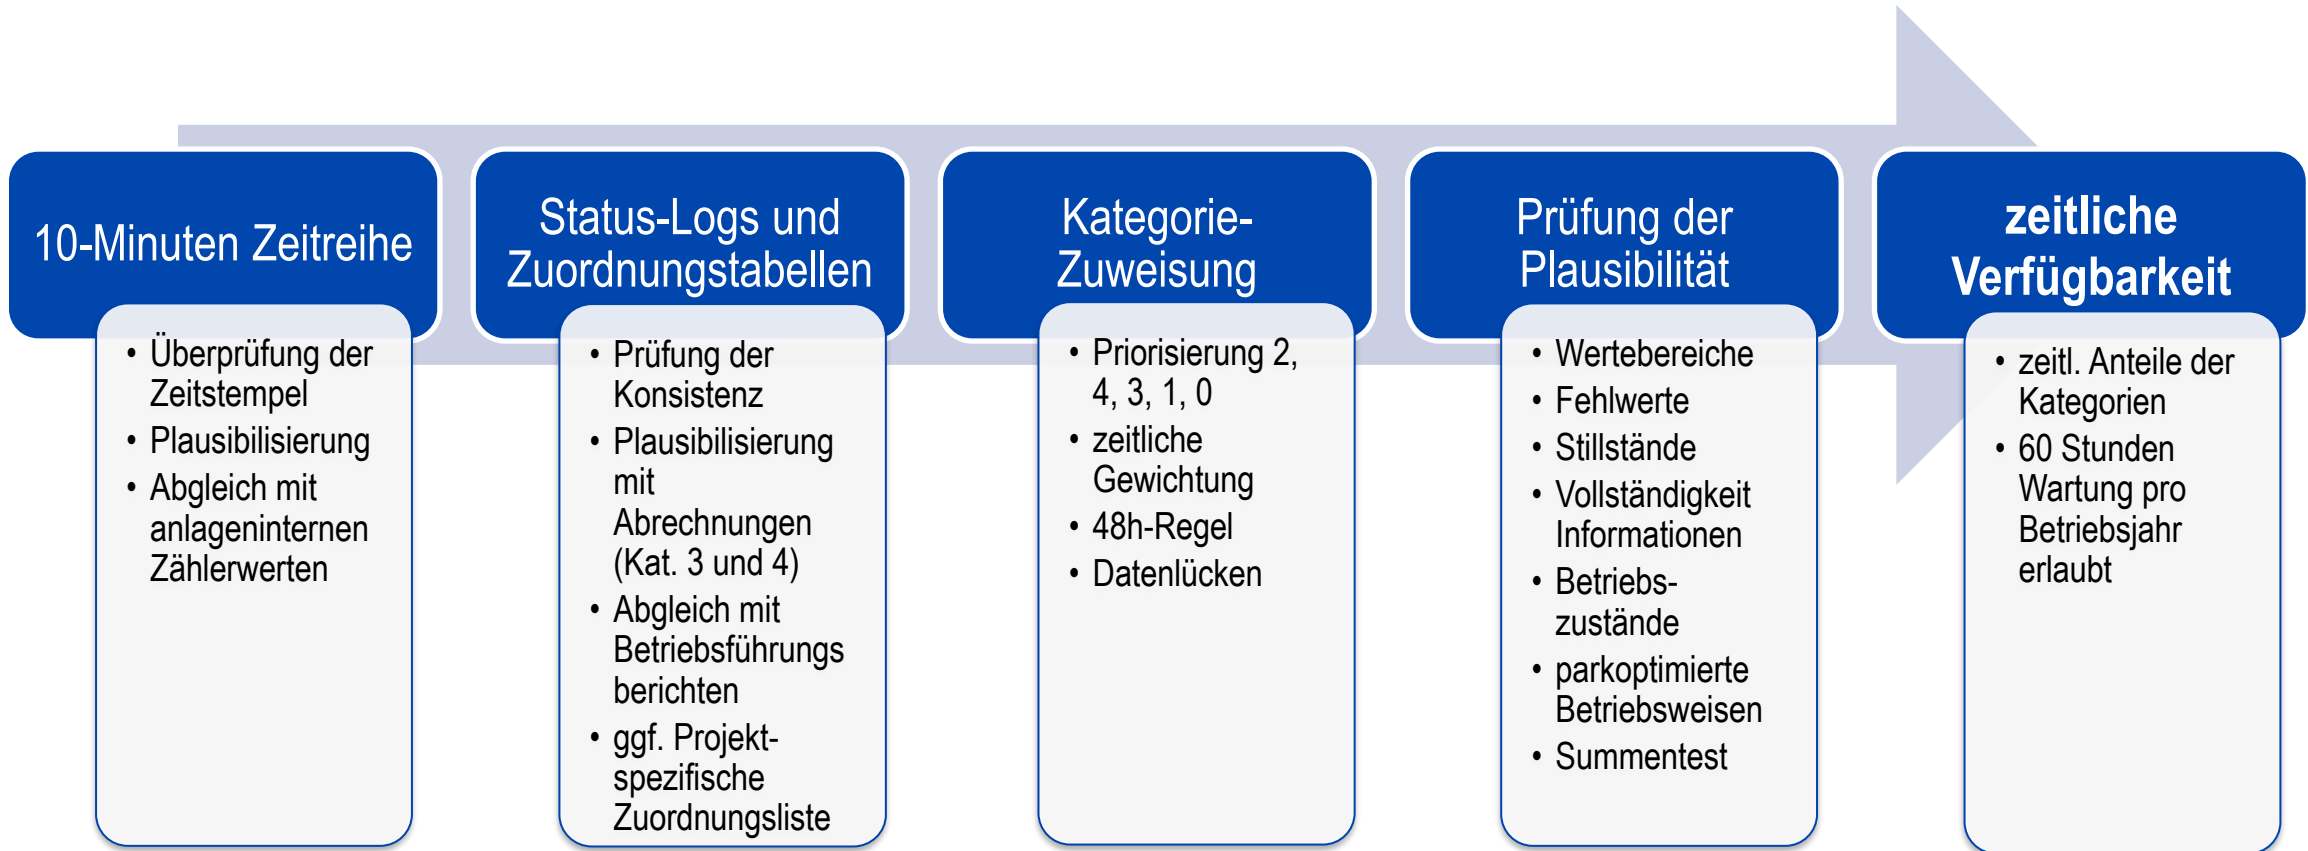 10-Minuten Zeitreihe
• Überprüfung der
Zeitstempel
• Plausibilisierung
• Abgleich mit
anlageninternen
Zählerwerten
Status-Logs und
Zuordnungstabellen
• Prüfung der
Konsistenz
• Plausibilisierung
mit
Abrechnungen
(Kat. 3 und 4)
• Abgleich mit
Betriebsführungs
berichten
• ggf. Projekt-
spezifische
Zuordnungsliste
Kategorie-
Zuweisung
• Priorisierung 2,
4, 3, 1, 0
• zeitliche
Gewichtung
• 48h-Regel
• Datenlücken
Prüfung der
Plausibilität
• Wertebereiche
• Fehlwerte
• Stillstände
• Vollständigkeit
Informationen
• Betriebs-
zustände
• parkoptimierte
Betriebsweisen
• Summentest
zeitliche
Verfügbarkeit
• zeitl. Anteile der
Kategorien
• 60 Stunden
Wartung pro
Betriebsjahr
erlaubt